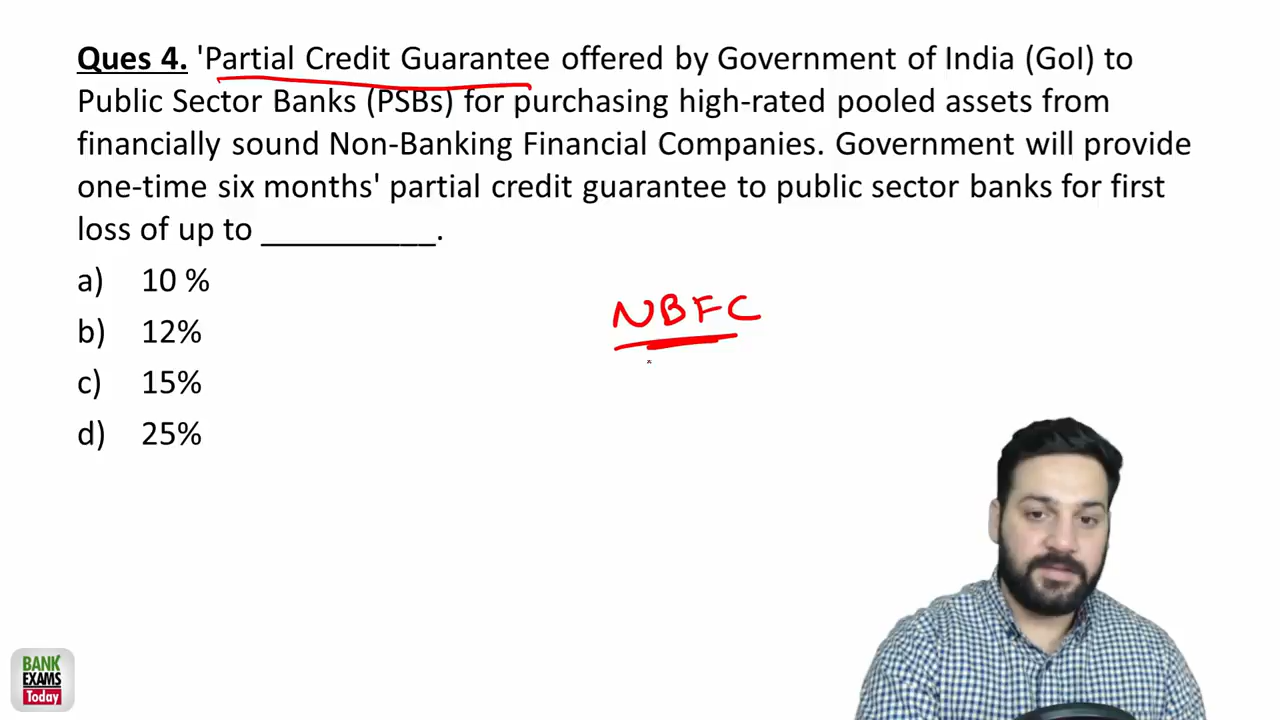 Ques 4. 'Partial Credit Guarantee offered by Government of India (GoI) to
Public Sector Banks (PSBs) for purchasing high-rated pooled assets from
financially sound Non-Banking Financial Companies. Government will provide
one-time six months' partial credit guarantee to public sector banks for first
loss of up to __________.
a) 10 %
b) 12%
c) 15%
d) 25%
NBFC
BANK
EXAMS
Today